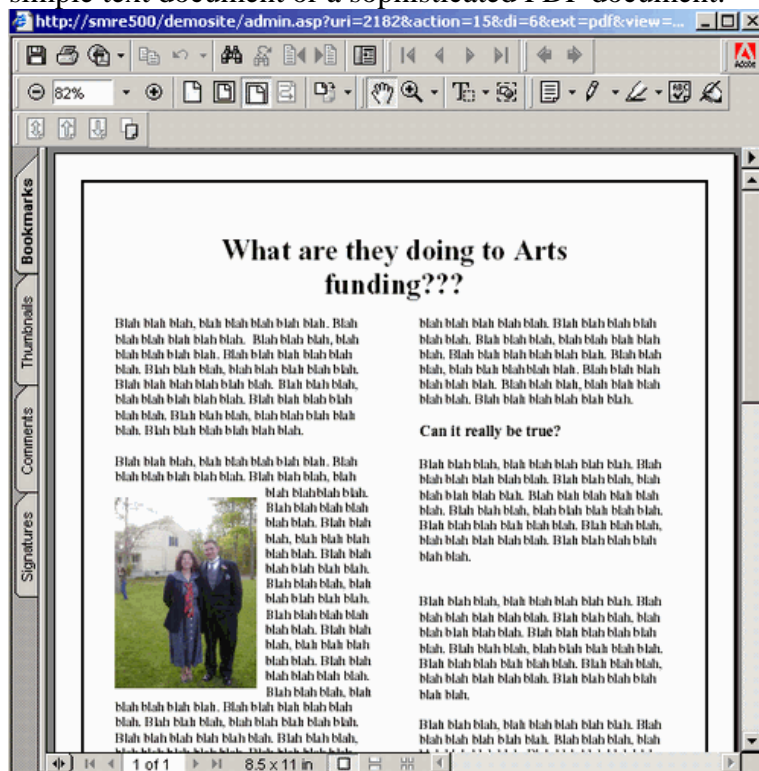 simple text document or a sophisticated PDF document.
http://smre500/demosite/admin.asp?uri=2182&action=15&di=6&ext=pdf&view=...
Adobe
82%
Bookmarks
Thumbnails
Comments
Signatures
What are they doing to Arts
funding???
Blah blah blah, blah blah blah blah blah. Blah
blah blah blah blah blah. Blah blah blah, blah
blah blah blah blah. Blah blah blah blah blah
blah. Blah blah blah, blah blah blah blah blah.
Blah blah blah blah blah blah. Blah blah blah,
blah blah blah blah blah. Blah blah blah blah
blah blah. Blah blah blah, blah blah blah blah
blah. Blah blah blah blah blah blah.
Blah blah blah, blah blah blah blah blah. Blah
blah blah blah blah blah. Blah blah blah, blah
blah blahblah blah.
Blah blah blah blah
blah blah. Blah blah
blah, blah blah blah
blah blah. Blah blah
blah blah blah blah.
Blah blah blah, blah
blah blah blah blah.
Blah blah blah blah
blah blah. Blah blah
blah, blah blah blah
blah blah. Blah blah
blah blah blah blah.
Blah blah blah, blah
blah blah blah blah. Blah blah blah blah blah
blah. Blah blah blah, blah blah blah blah blah.
Blah blah blah blah blah blah. Blah blah blah,
blah blah blah blah blah. Blah blah blah blah
blah blah blah blah blah. Blah blah blah blah
blah blah. Blah blah blah, blah blah blah blah
blah. Blah blah blah blah blah blah. Blah blah
blah, blah blah blah blah blah. Blah blah blah
blah blah blah. Blah blah blah, blah blah blah
blah blah. Blah blah blah blah blah blah.
Can it really be true?
Blah blah blah, blah blah blah blah blah. Blah
blah blah blah blah blah. Blah blah blah, blah
blah blah blah blah. Blah blah blah blah blah
blah. Blah blah blah, blah blah blah blah blah.
Blah blah blah blah blah blah. Blah blah blah,
blah blah blah blah blah. Blah blah blah blah
blah blah.
Blah blah blah, blah blah blah blah blah. Blah
blah blah blah blah blah. Blah blah blah, blah
blah blah blah blah. Blah blah blah blah blah
blah. Blah blah blah, blah blah blah blah blah.
Blah blah blah blah blah blah. Blah blah blah,
blah blah blah blah blah. Blah blah blah blah
blah blah.
Blah blah blah, blah blah blah blah blah. Blah
blah blah blah blah blah. Blah blah blah, blah
1 of 1
8.5 x 11 in